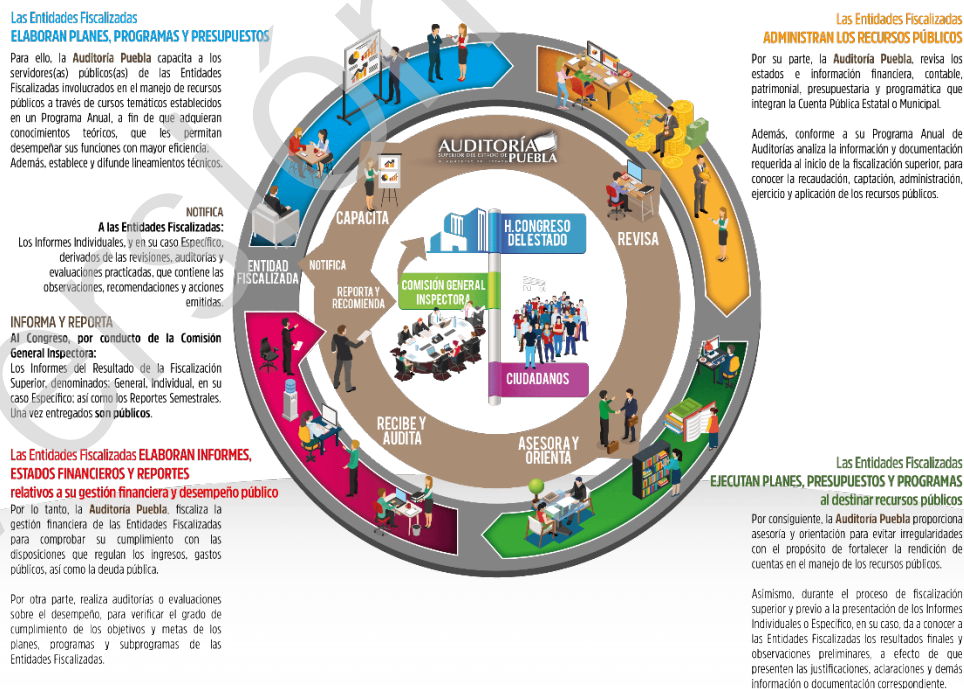 Las Entidades Fiscalizadas
ELABORAN PLANES, PROGRAMAS Y PRESUPUESTOS
Para ello, la Auditoría Puebla capacita a los
servidores(as) públicos(as) de las Entidades
Fiscalizadas involucrados en el manejo de recursos
públicos a través de cursos temáticos establecidos
en un Programa Anual, a fin de que adquieran
conocimientos teóricos, que les permitan
desempeñar sus funciones con mayor eficiencia.
Además, establece y difunde lineamientos técnicos.
NOTIFICA
A las Entidades Fiscalizadas:
Los Informes Individuales, y en su caso Específico,
derivados de las revisiones, auditorías y
evaluaciones practicadas, que contiene las
observaciones, recomendaciones y acciones
emitidas.
INFORMA Y REPORTA
Al Congreso, por conducto de la Comisión
General Inspectora:
Los Informes del Resultado de la Fiscalización
Superior, denominados: General, Individual, en su
caso Específico; así como los Reportes Semestrales.
Una vez entregados son públicos.
Las Entidades Fiscalizadas ELABORAN INFORMES,
ESTADOS FINANCIEROS Y REPORTES
relativos a su gestión financiera y desempeño público
Por lo tanto, la Auditoría Puebla, fiscaliza la
gestión financiera de las Entidades Fiscalizadas
para comprobar su cumplimiento con las
disposiciones que regulan los ingresos, gastos
públicos, así como la deuda pública.
Por otra parte, realiza auditorías o evaluaciones
sobre el desempeño, para verificar el grado de
cumplimiento de los objetivos y metas de los
planes, programas y subprogramas de las
Entidades Fiscalizadas.
AUDITORÍA
SUPERIOR DEL ESTADO DE PUEBLA
CAPACITA
REVISA
H.CONGRESO
DEL ESTADO
ENTIDAD
FISCALIZADA
NOTIFICA
REPORTA Y
RECOMIENDA
COMISIÓN GENERAL
INSPECTORA
CIUDADANOS
RECIBE Y
AUDITA
ASESORA Y
ORIENTA
Las Entidades Fiscalizadas
ADMINISTRAN LOS RECURSOS PÚBLICOS
Por su parte, la Auditoría Puebla, revisa los
estados e información financiera, contable,
patrimonial, presupuestaria y programática que
integran la Cuenta Pública Estatal o Municipal.
Además, conforme a su Programa Anual de
Auditorías analiza la información y documentación
requerida al inicio de la fiscalización superior, para
conocer la recaudación, captación, administración,
ejercicio y aplicación de los recursos públicos.
Las Entidades Fiscalizadas
EJECUTAN PLANES, PRESUPUESTOS Y PROGRAMAS
al destinar recursos públicos
Por consiguiente, la Auditoría Puebla proporciona
asesoría y orientación para evitar irregularidades
con el propósito de fortalecer la rendición de
cuentas en el manejo de los recursos públicos.
Asimismo, durante el proceso de fiscalización
superior y previo a la presentación de los Informes
Individuales o Específico, en su caso, da a conocer a
las Entidades Fiscalizadas los resultados finales y
observaciones preliminares, a efecto de que
presenten las justificaciones, aclaraciones y demás
información o documentación correspondiente.